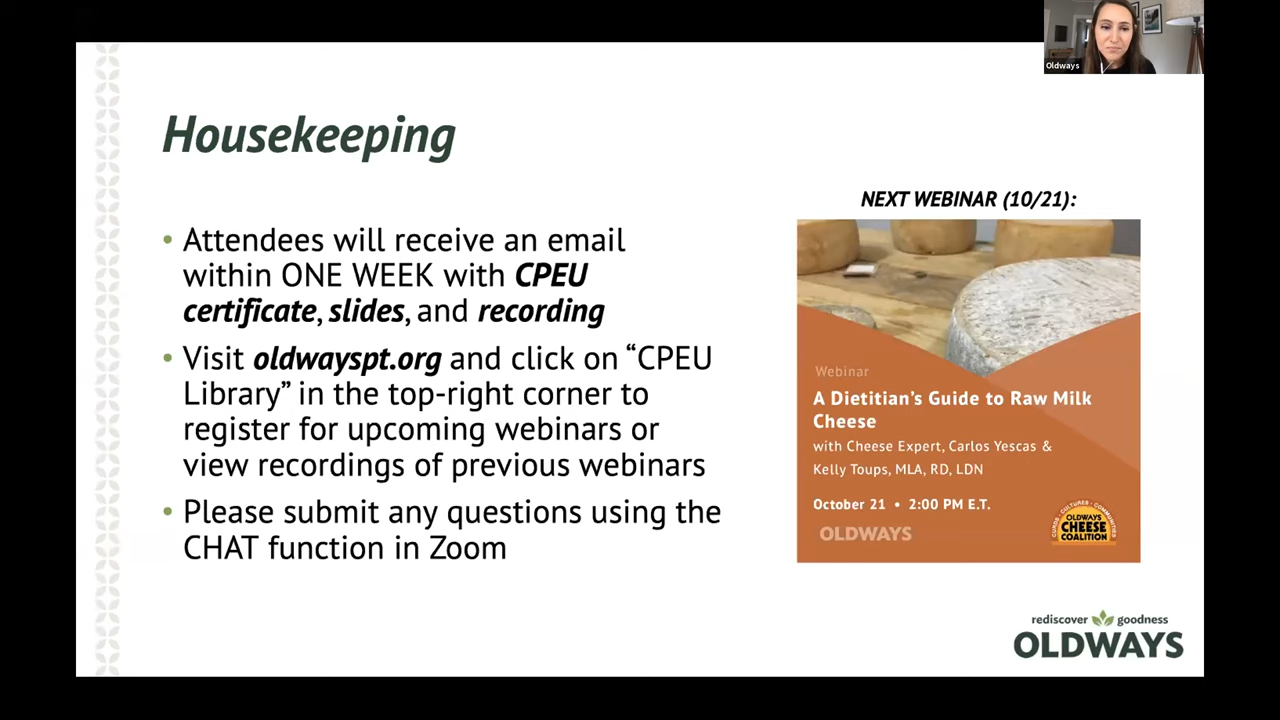 Oldways
Housekeeping
• Attendees will receive an email
within ONE WEEK with CPEU
certificate, slides, and recording
• Visit oldwayspt.org and click on “CPEU
Library” in the top-right corner to
register for upcoming webinars or
view recordings of previous webinars
• Please submit any questions using the
CHAT function in Zoom
NEXT WEBINAR (10/21):
Webinar
A Dietitian’s Guide to Raw Milk
Cheese
with Cheese Expert, Carlos Yescas &
Kelly Toups, MLA, RD, LDN
October 21 • 2:00 PM E.T.
OLDWAYS
CURDS • CULTURES • COMMUNITIES
OLDWAYS
CHEESE
COALITION
rediscover goodness
OLDWAYS